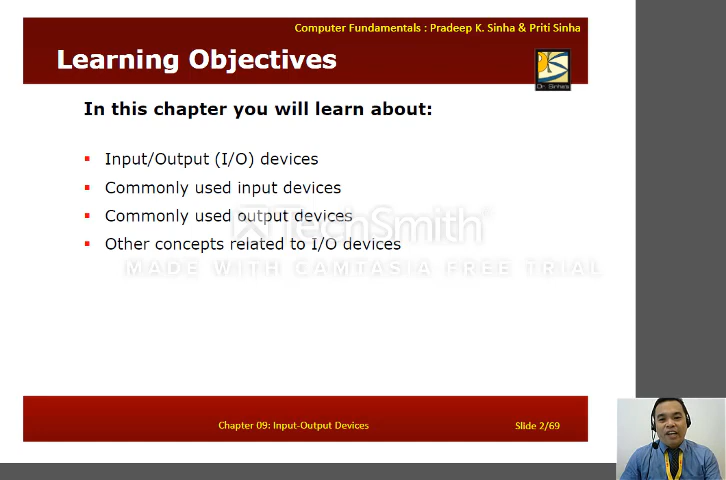 Computer Fundamentals : Pradeep K. Sinha & Priti Sinha
Learning Objectives
Dr. Sinha's
In this chapter you will learn about:
Input/Output (I/O) devices
Commonly used input devices
Commonly used output devices
TechSmith
Other concepts related to I/O devices
MADE WITH CAMTASIA FREE TRIAL
Chapter 09: Input-Output Devices
Slide 2/69